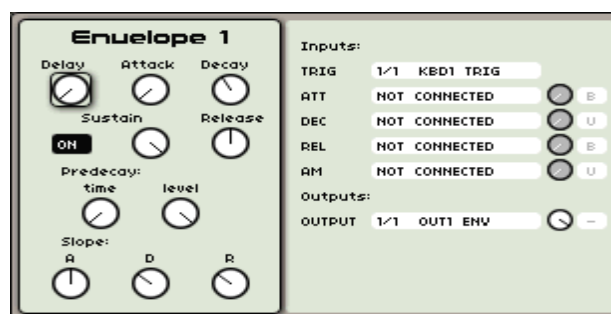 Envelope 1
Delay Attack Decay
Sustain Release
ON
Predecay:
time level
Slope:
A D R
Inputs:
TRIG 1/1 KBD1 TRIG
ATT NOT CONNECTED B
DEC NOT CONNECTED U
REL NOT CONNECTED B
AM NOT CONNECTED U
Outputs:
OUTPUT 1/1 OUT1 ENV -